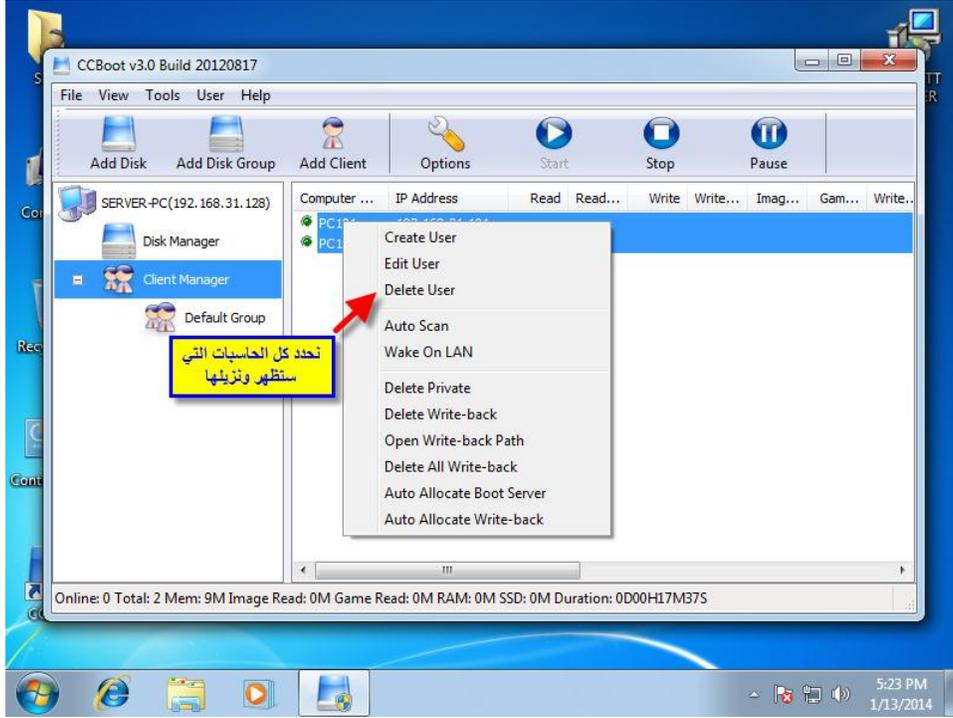 CCBoot v3.0 Build 20120817
File View Tools User Help
Add Disk Add Disk Group Add Client Options Start Stop Pause
SERVER-PC(192.168.31.128)
Disk Manager
Client Manager
Default Group
Computer ... IP Address Read Read... Write Write... Imag... Gam... Write..
Create User
Edit User
Delete User
Auto Scan
Wake On LAN
Delete Private
Delete Write-back
Open Write-back Path
Delete All Write-back
Auto Allocate Boot Server
Auto Allocate Write-back
نحدد كل الحاسبات التي
ستظهر ونزيلها
Online: 0 Total: 2 Mem: 9M Image Read: 0M Game Read: 0M RAM: 0M SSD: 0M Duration: 0D00H17M37S
5:23 PM
1/13/2014